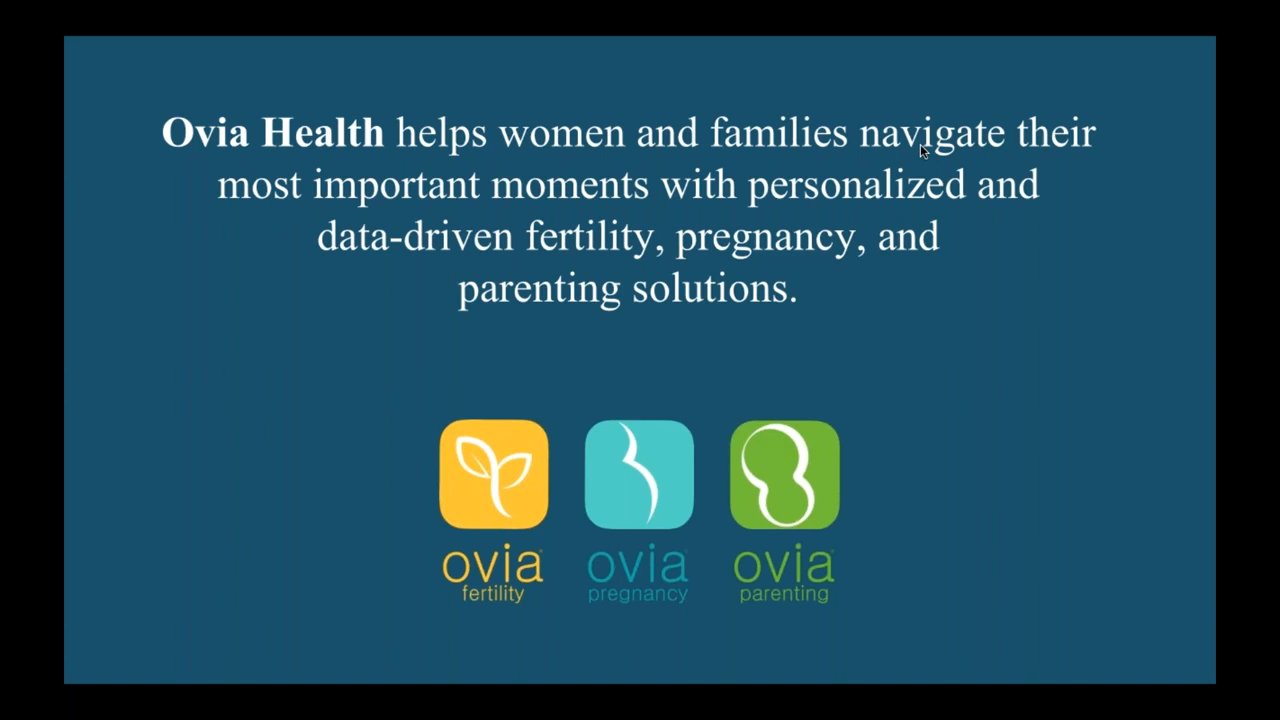 Ovia Health helps women and families navigate their
most important moments with personalized and
data-driven fertility, pregnancy, and
parenting solutions.
ovia ovia ovia
fertility pregnancy parenting